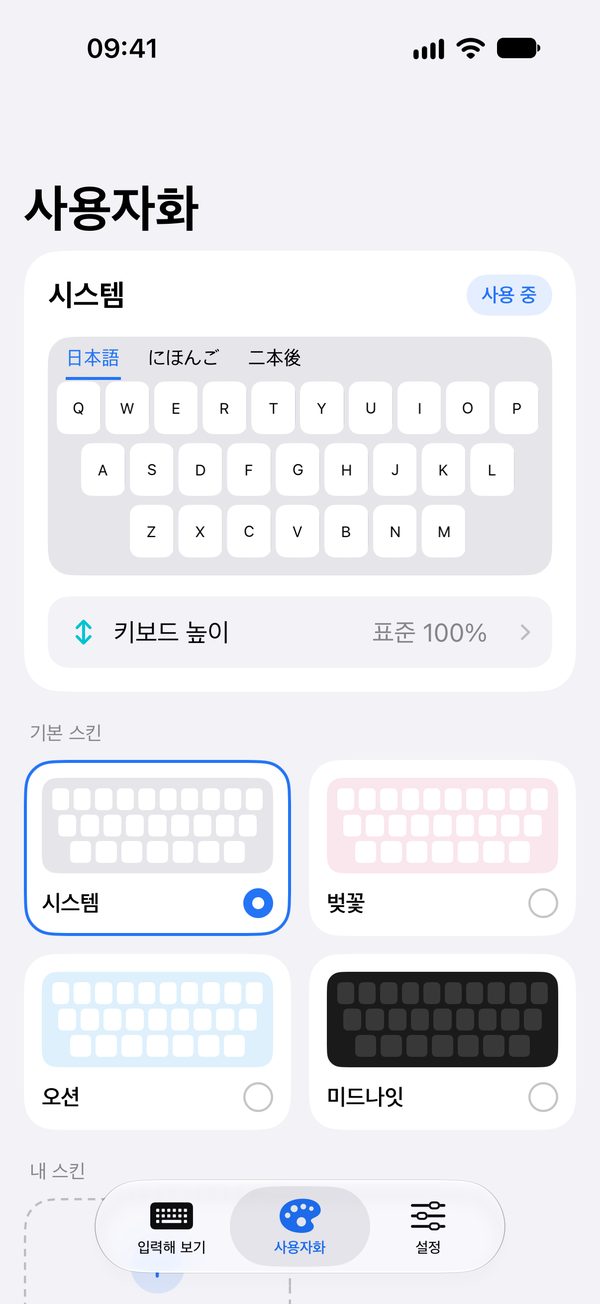 09:41
사용자화
시스템
사용 중
日本語 にほんご 二本後
Q W E R T Y U I O P
A S D F G H J K L
Z X C V B N M
키보드 높이 표준 100%
기본 스킨
시스템
벚꽃
오션
미드나잇
내 스킨
입력해 보기 사용자화 설정